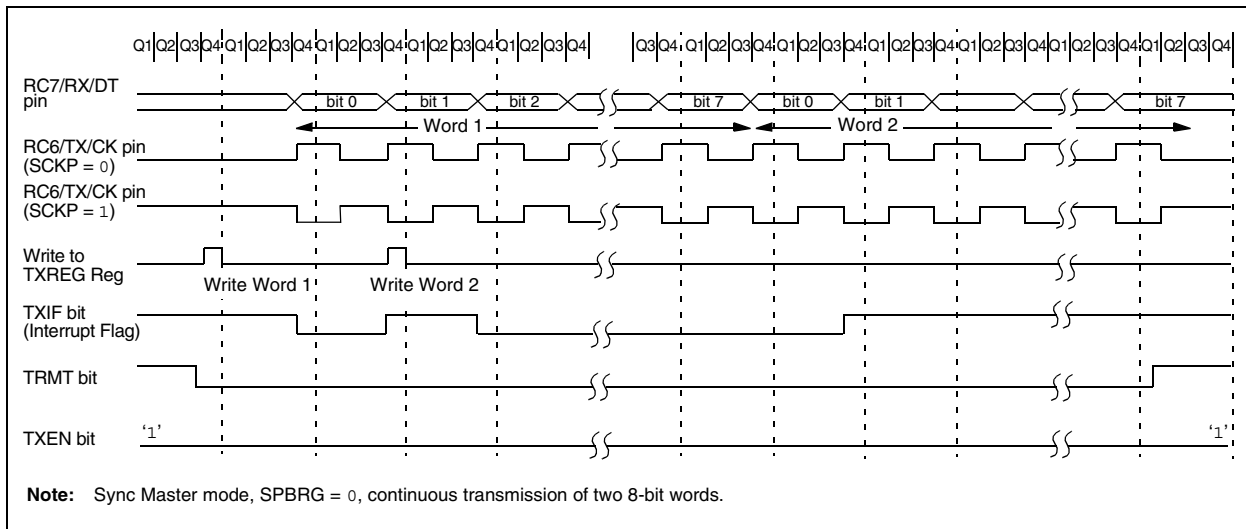 Q1 Q2 Q3 Q4 Q1 Q2 Q3 Q4 Q1 Q2 Q3 Q4 Q1 Q2 Q3 Q4 Q1 Q2 Q3 Q4 Q3 Q4 Q1 Q2 Q3 Q4 Q1 Q2 Q3 Q4 Q1 Q2 Q3 Q4 Q1 Q2 Q3 Q4 Q1 Q2 Q3 Q4 Q1 Q2 Q3 Q4
RC7/RX/DT
pin
bit 0 bit 1 bit 2 bit 7 bit 0 bit 1 bit 7
Word 1 Word 2
RC6/TX/CK pin
(SCKP = 0)
RC6/TX/CK pin
(SCKP = 1)
Write to
TXREG Reg
Write Word 1 Write Word 2
TXIF bit
(Interrupt Flag)
TRMT bit
TXEN bit
‘1’ ‘1’
Note: Sync Master mode, SPBRG = 0, continuous transmission of two 8-bit words.